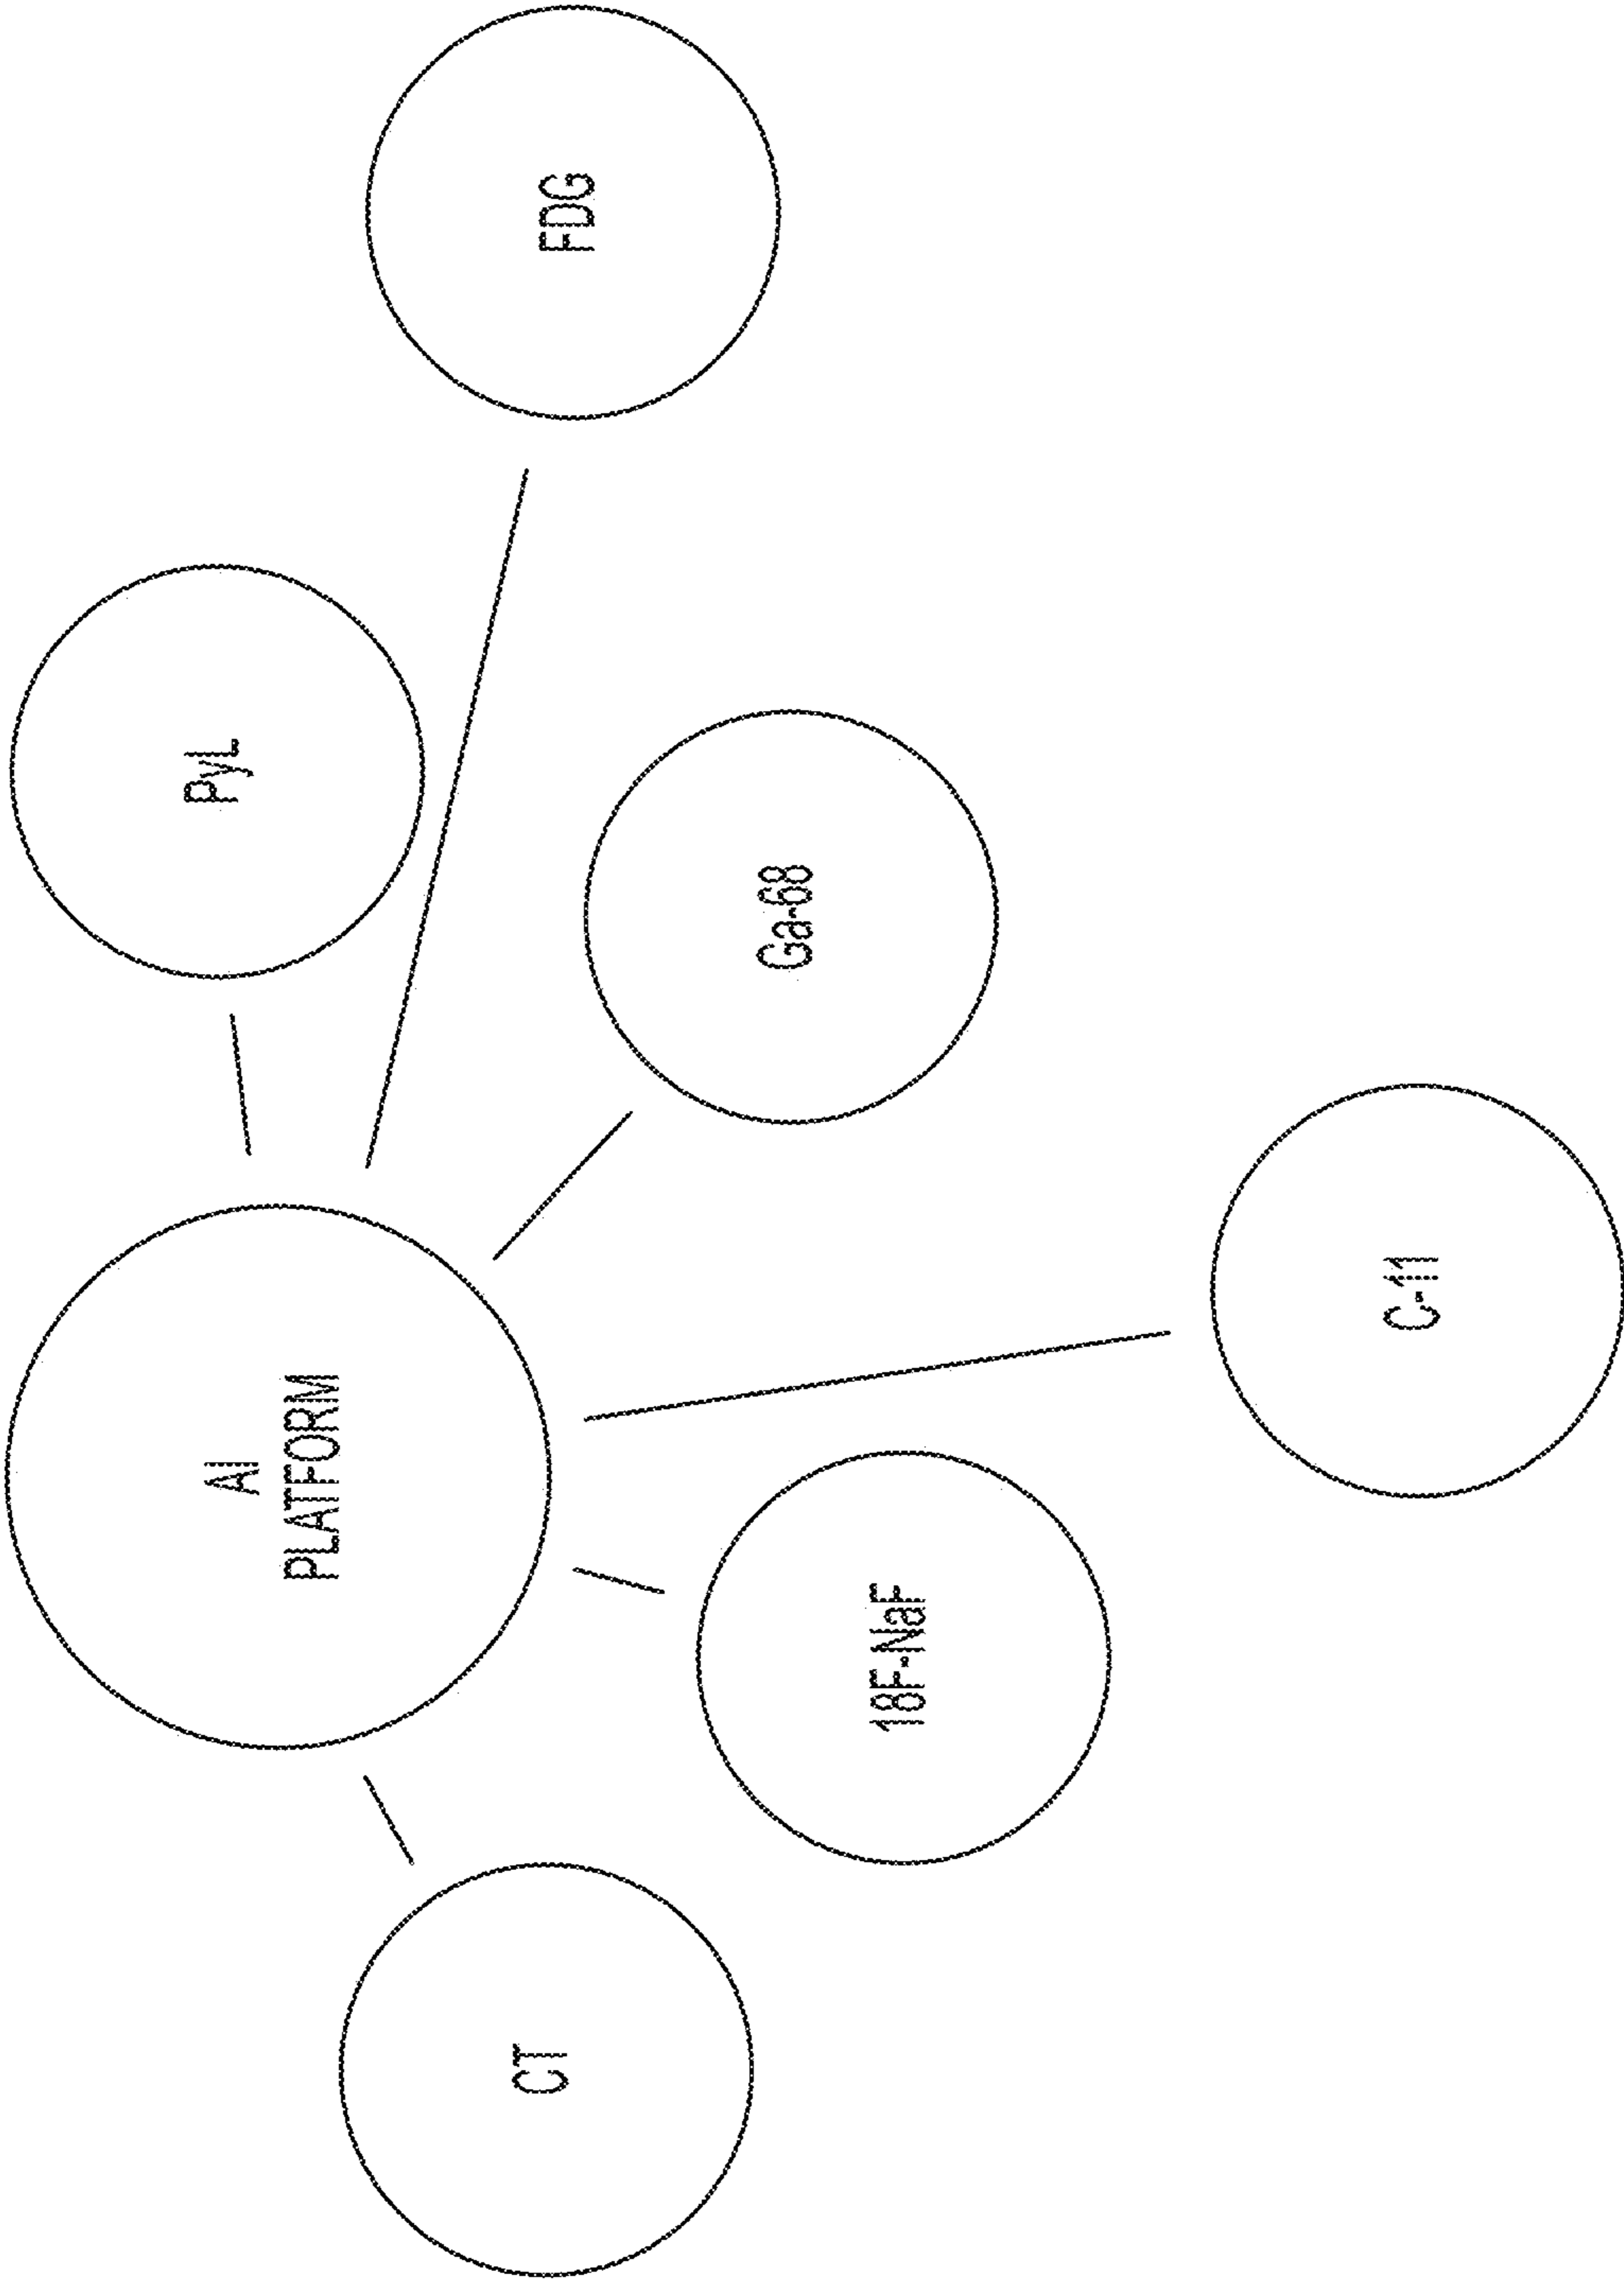 AI
PLATFORM
PyL
FDG
CT
Ga-68
18F-NaF
C-11